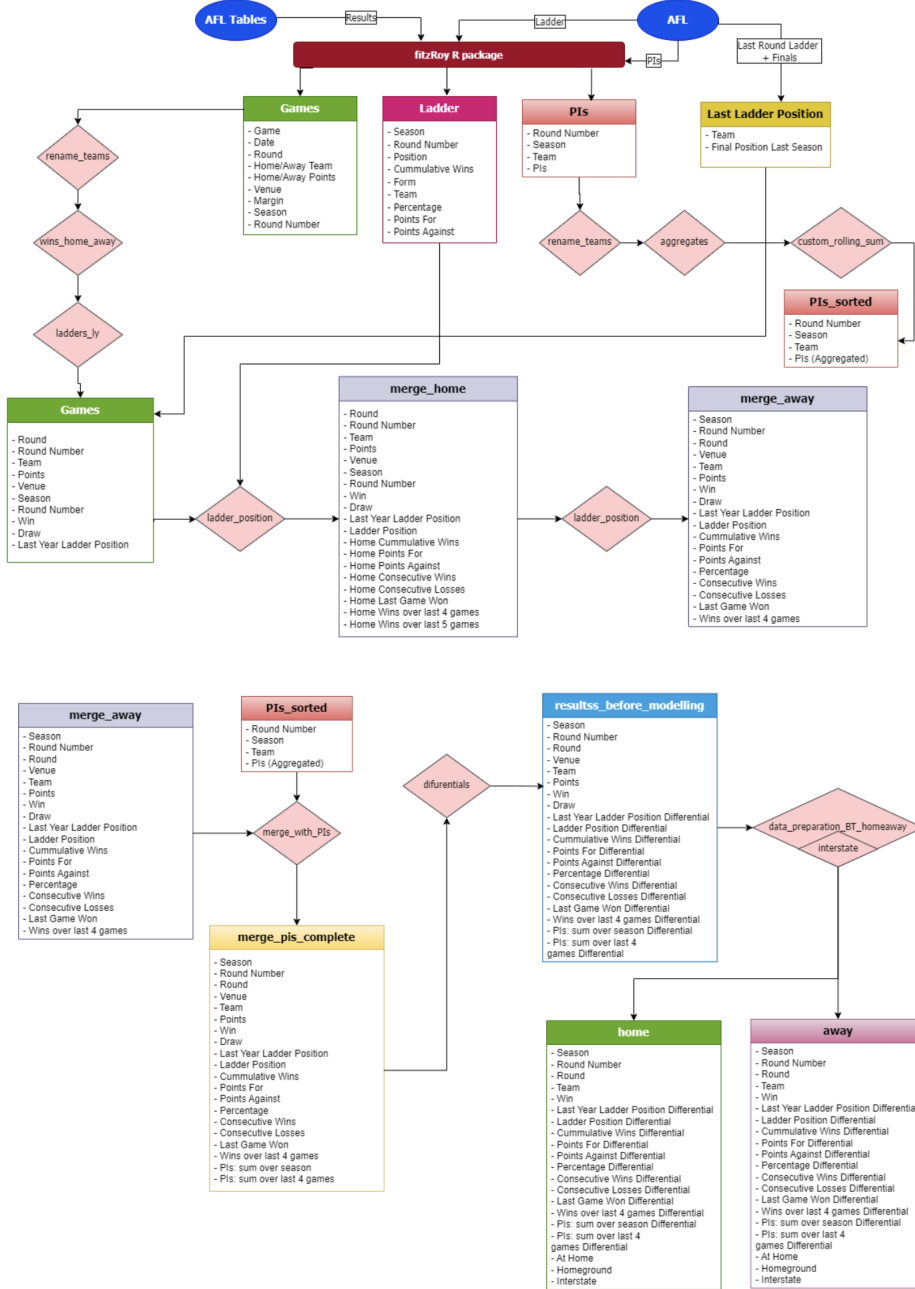 AFL Tables
Results
Ladder
AFL
fitzRoy R package
PIs
Last Round Ladder
+ Finals
Games
- Game
- Date
- Round
- Home/Away Team
- Home/Away Points
- Venue
- Margin
- Season
- Round Number
Ladder
- Season
- Round Number
- Position
- Cummulative Wins
- Form
- Team
- Percentage
- Points For
- Points Against
PIs
- Round Number
- Season
- Team
- PIs
Last Ladder Position
- Team
- Final Position Last Season
rename_teams
wins_home_away
ladders_ly
rename_teams
aggregates
custom_rolling_sum
PIs_sorted
- Round Number
- Season
- Team
- PIs (Aggregated)
Games
- Round
- Round Number
- Team
- Points
- Venue
- Season
- Round Number
- Win
- Draw
- Last Year Ladder Position
ladder_position
merge_home
- Round
- Round Number
- Team
- Points
- Venue
- Season
- Round Number
- Win
- Draw
- Last Year Ladder Position
- Ladder Position
- Home Cummulative Wins
- Home Points For
- Home Points Against
- Home Consecutive Wins
- Home Consecutive Losses
- Home Last Game Won
- Home Wins over last 4 games
- Home Wins over last 5 games
ladder_position
merge_away
- Season
- Round Number
- Round
- Venue
- Team
- Points
- Win
- Draw
- Last Year Ladder Position
- Ladder Position
- Cummulative Wins
- Points For
- Points Against
- Percentage
- Consecutive Wins
- Consecutive Losses
- Last Game Won
- Wins over last 4 games
merge_away
- Season
- Round Number
- Round
- Venue
- Team
- Points
- Win
- Draw
- Last Year Ladder Position
- Ladder Position
- Cummulative Wins
- Points For
- Points Against
- Percentage
- Consecutive Wins
- Consecutive Losses
- Last Game Won
- Wins over last 4 games
PIs_sorted
- Round Number
- Season
- Team
- PIs (Aggregated)
merge_with_PIs
merge_pis_complete
- Season
- Round Number
- Round
- Venue
- Team
- Points
- Win
- Draw
- Last Year Ladder Position
- Ladder Position
- Cummulative Wins
- Points For
- Points Against
- Percentage
- Consecutive Wins
- Consecutive Losses
- Last Game Won
- Wins over last 4 games
- PIs: sum over season
- PIs: sum over last 4 games
difurentials
resultss_before_modelling
- Season
- Round Number
- Round
- Venue
- Team
- Points
- Win
- Draw
- Last Year Ladder Position Differential
- Ladder Position Differential
- Cummulative Wins Differential
- Points For Differential
- Points Against Differential
- Percentage Differential
- Consecutive Wins Differential
- Consecutive Losses Differential
- Last Game Won Differential
- Wins over last 4 games Differential
- PIs: sum over season Differential
- PIs: sum over last 4
games Differential
data_preparation_BT_homeaway
interstate
home
- Season
- Round Number
- Round
- Team
- Win
- Last Year Ladder Position Differential
- Ladder Position Differential
- Cummulative Wins Differential
- Points For Differential
- Points Against Differential
- Percentage Differential
- Consecutive Wins Differential
- Consecutive Losses Differential
- Last Game Won Differential
- Wins over last 4 games Differential
- PIs: sum over season Differential
- PIs: sum over last 4
games Differential
- At Home
- Homeground
- Interstate
away
- Season
- Round Number
- Round
- Team
- Win
- Last Year Ladder Position Differential
- Ladder Position Differential
- Cummulative Wins Differential
- Points For Differential
- Points Against Differential
- Percentage Differential
- Consecutive Wins Differential
- Consecutive Losses Differential
- Last Game Won Differential
- Wins over last 4 games Differential
- PIs: sum over season Differential
- PIs: sum over last 4
games Differential
- At Home
- Homeground
- Interstate